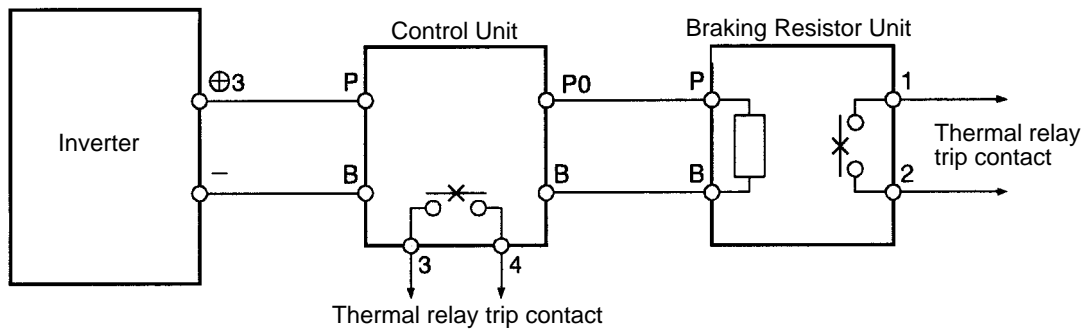 Control Unit
Braking Resistor Unit
⊕3
P
P0
P
1
Inverter
Thermal relay
trip contact
−
B
B
B
2
3
4
Thermal relay trip contact